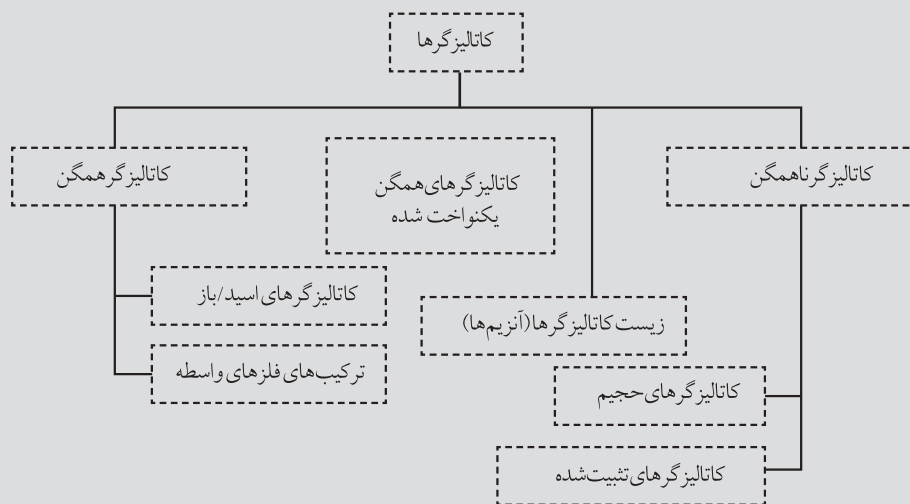 کاتالیزگرها
کاتالیزگر ناهمگن
کاتالیزگرهای همگن
یکنواخت شده
کاتالیزگر همگن
کاتالیزگرهای اسید/باز
زیست کاتالیزگرها (آنزیم‌ها)
ترکیب‌های فلزهای واسطه
کاتالیزگرهای حجیم
کاتالیزگرهای تثبیت‌شده